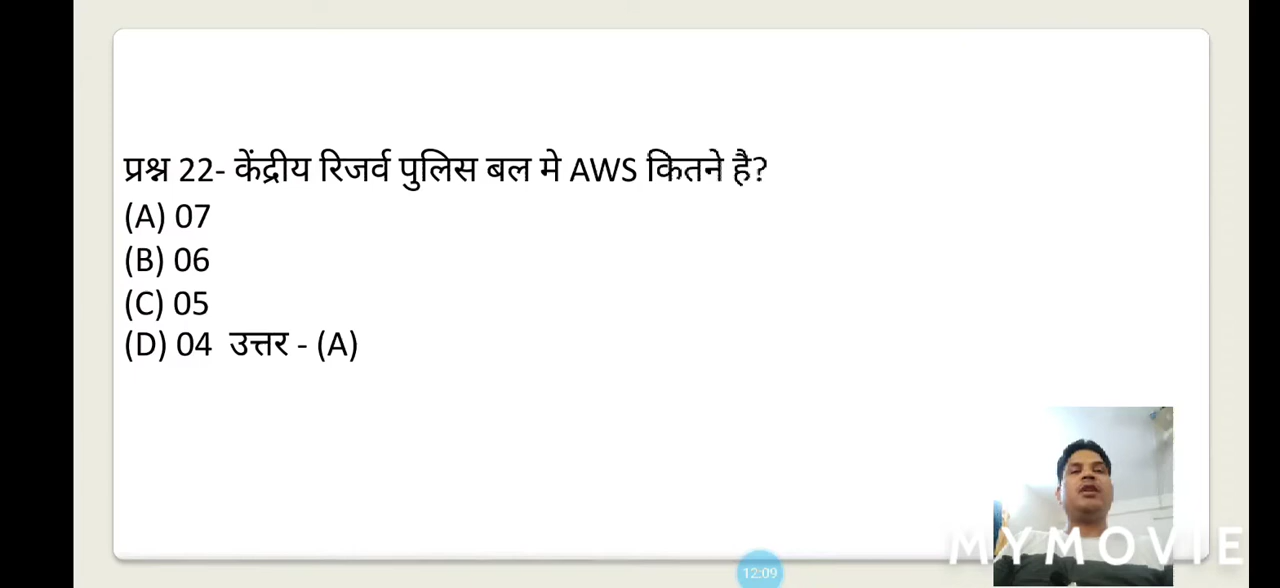 प्रश्न 22- केंद्रीय रिजर्व पुलिस बल मे AWS कितने है?
(A) 07
(B) 06
(C) 05
(D) 04 उत्तर - (A)
MYMOVIE
12:09